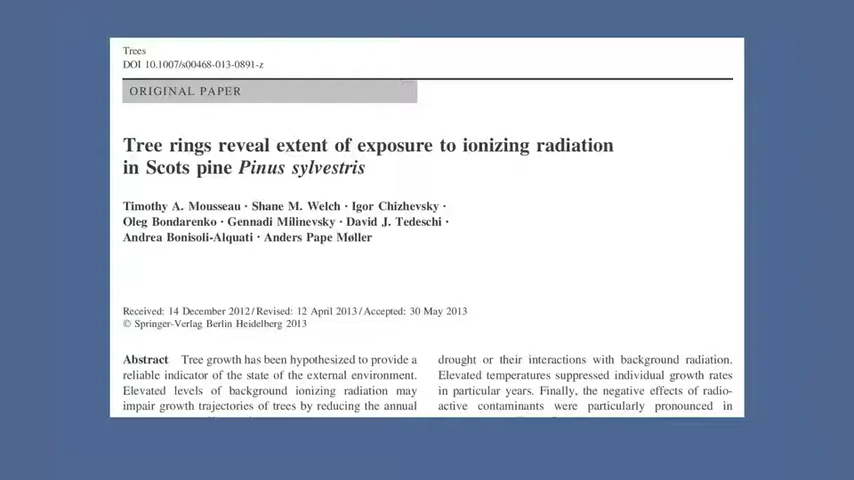 Trees
DOI 10.1007/s00468-013-0891-z
ORIGINAL PAPER
Tree rings reveal extent of exposure to ionizing radiation
in Scots pine Pinus sylvestris
Timothy A. Mousseau · Shane M. Welch · Igor Chizhevsky ·
Oleg Bondarenko · Gennadi Milinevsky · David J. Tedeschi ·
Andrea Bonisoli-Alquati · Anders Pape Møller
Received: 14 December 2012 / Revised: 12 April 2013 / Accepted: 30 May 2013
© Springer-Verlag Berlin Heidelberg 2013
Abstract Tree growth has been hypothesized to provide a
reliable indicator of the state of the external environment.
Elevated levels of background ionizing radiation may
impair growth trajectories of trees by reducing the annual
drought or their interactions with background radiation.
Elevated temperatures suppressed individual growth rates
in particular years. Finally, the negative effects of radio-
active contaminants were particularly pronounced in